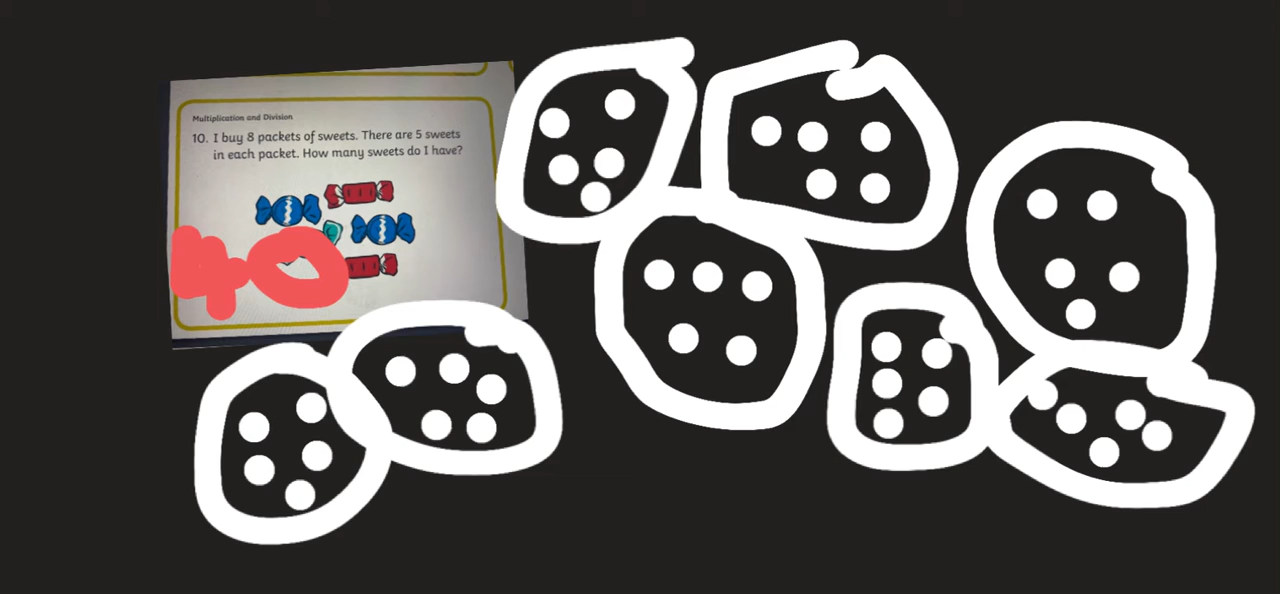 Multiplication and Division
10. I buy 8 packets of sweets. There are 5 sweets
in each packet. How many sweets do I have?
40